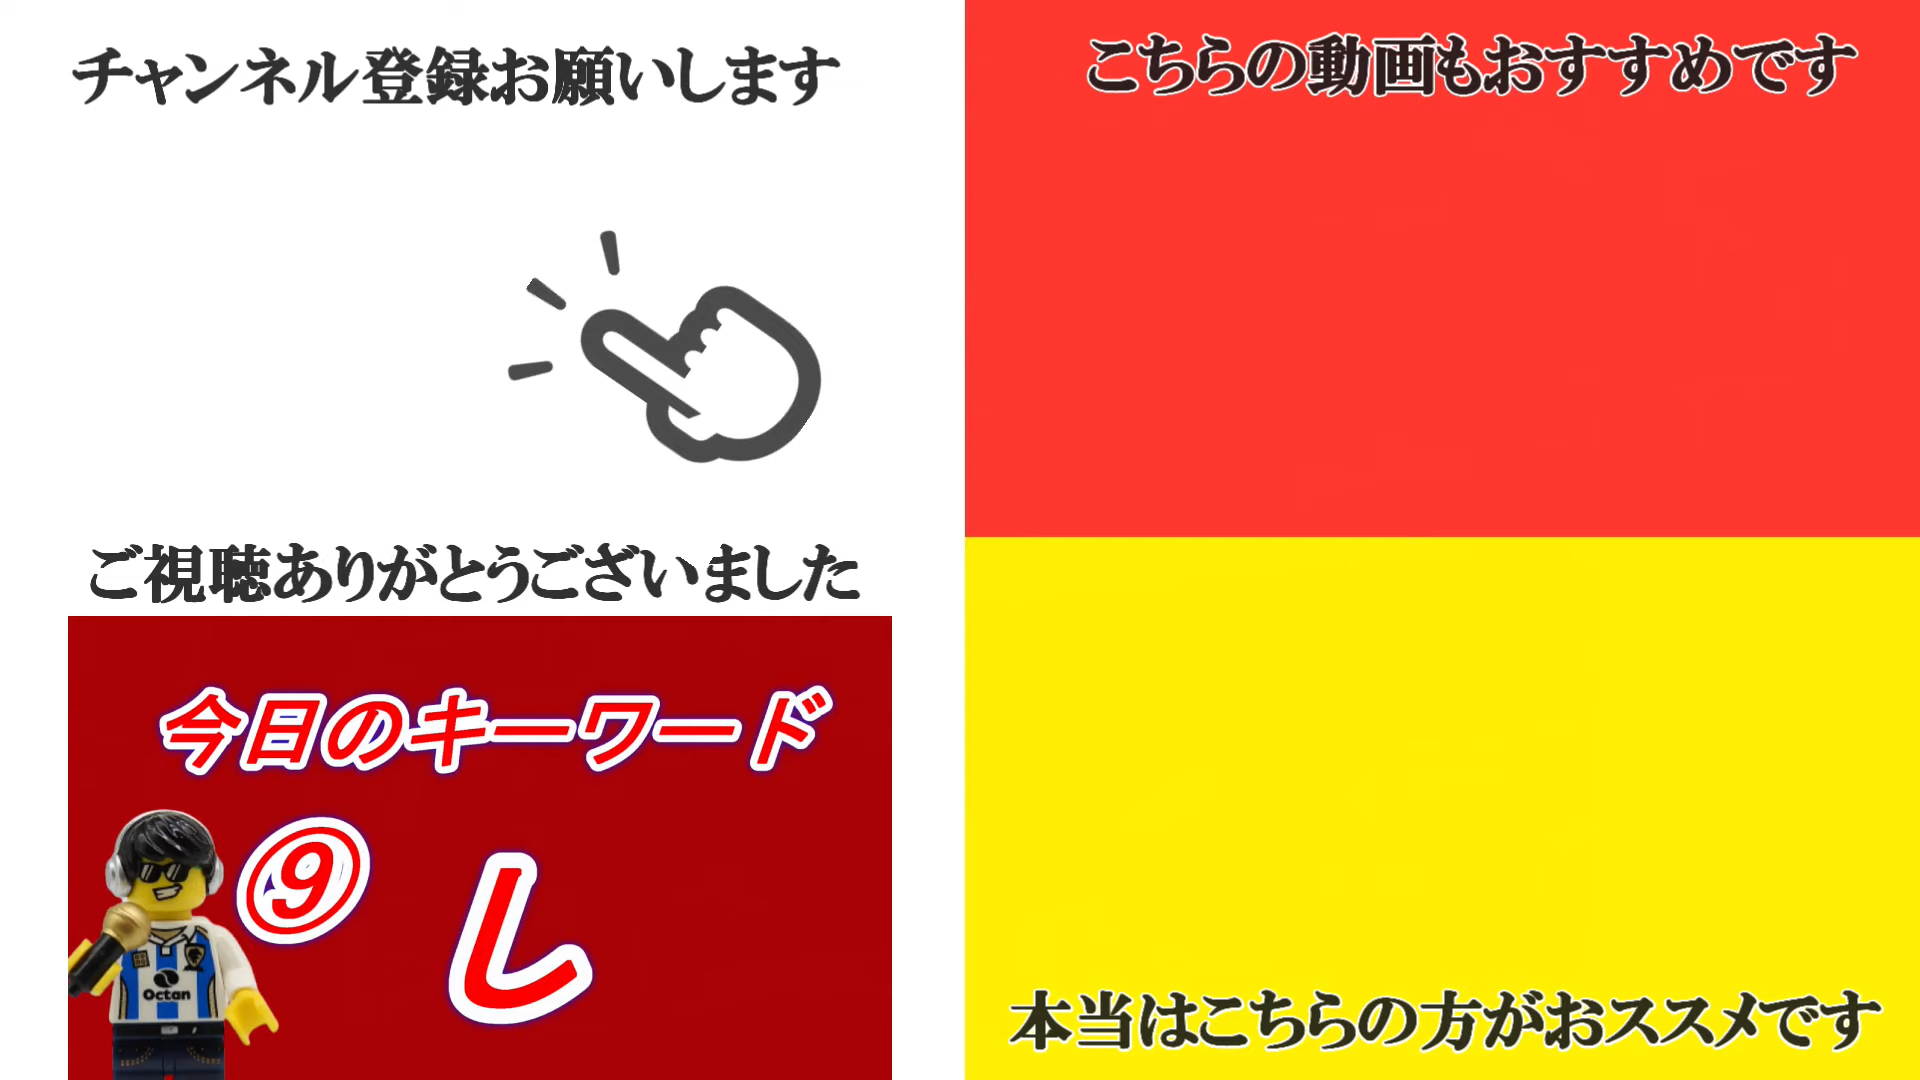 チャンネル登録お願いします
こちらの動画もおすすめです
ご視聴ありがとうございました
今日のキーワード
⑨ し
Octan
本当はこちらの方がおススメです